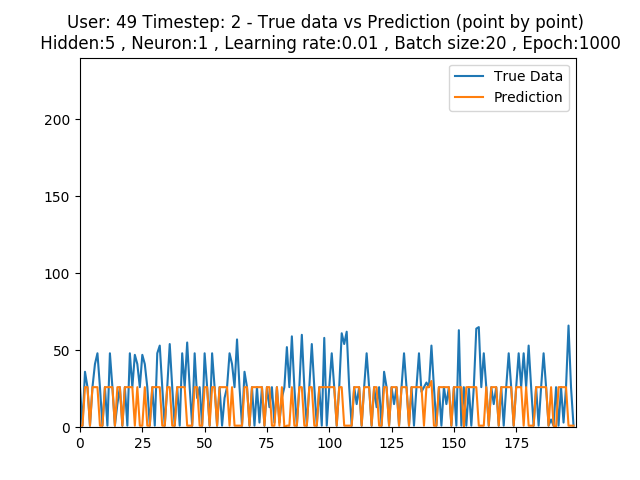 User: 49 Timestep: 2 - True data vs Prediction (point by point)
Hidden:5 , Neuron:1 , Learning rate:0.01 , Batch size:20 , Epoch:1000
True Data
Prediction
200
150
100
50
0
0 25 50 75 100 125 150 175